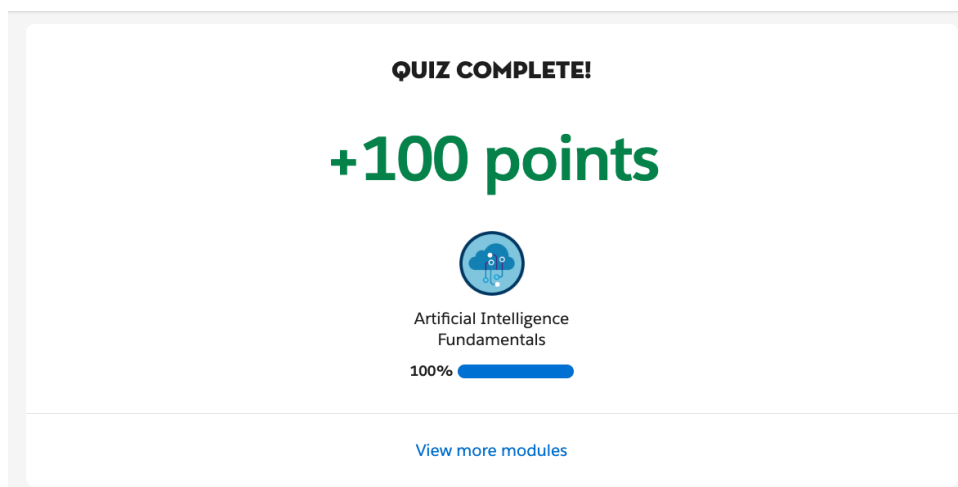 QUIZ COMPLETE!
+100 points
Artificial Intelligence
Fundamentals
100%
View more modules